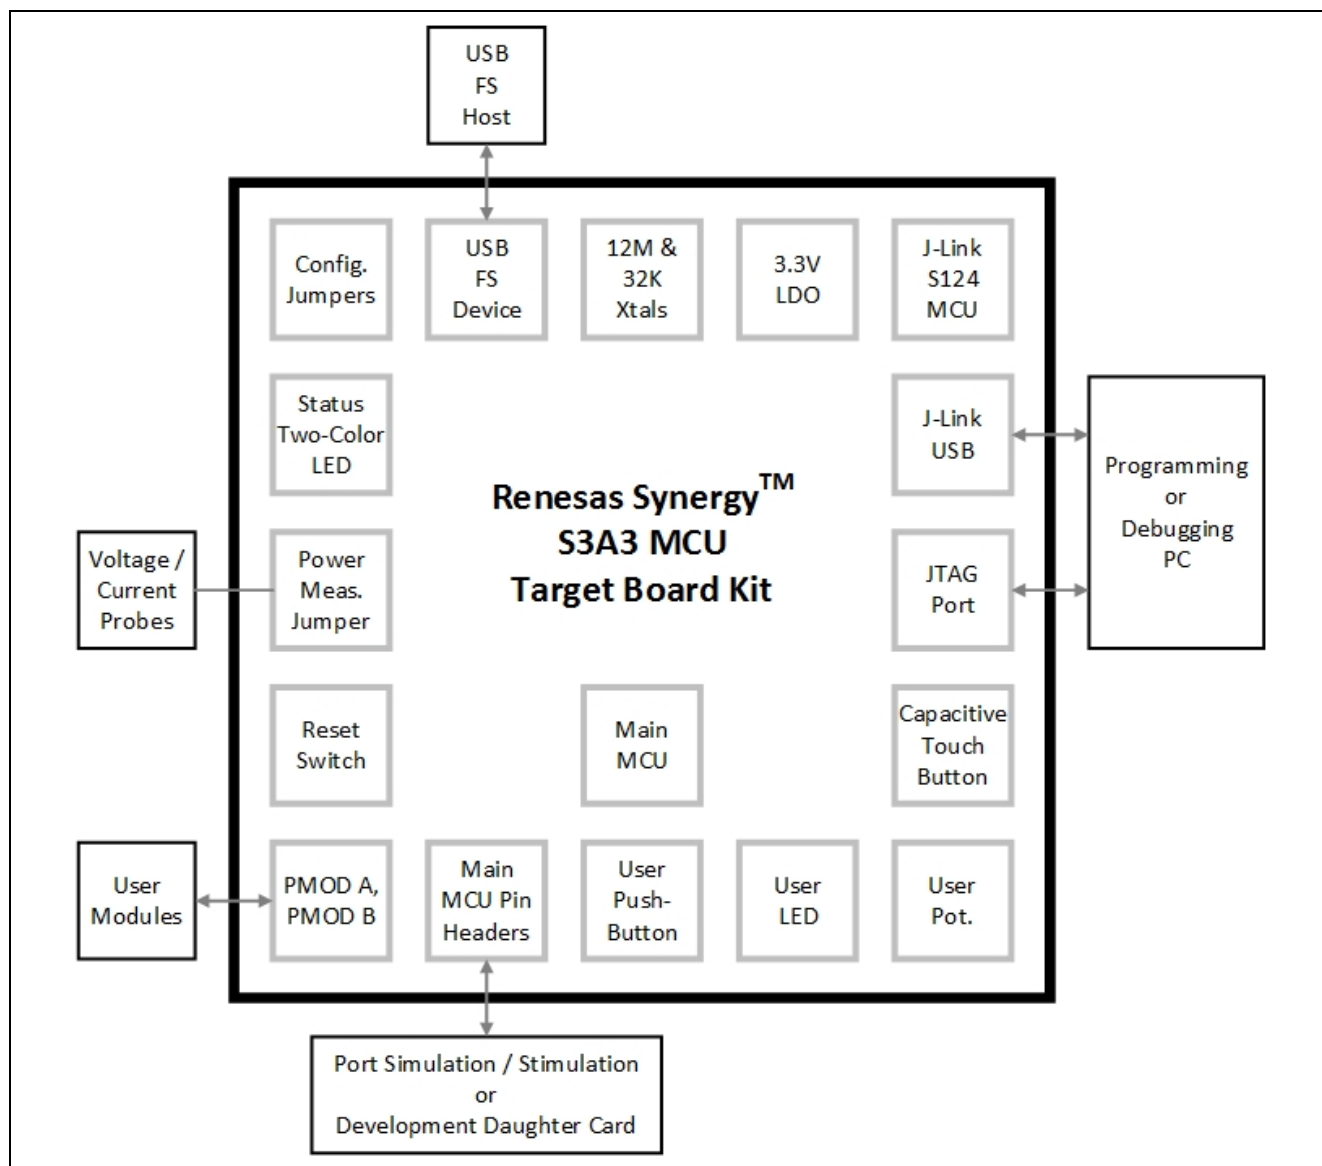 USB
FS
Host
Config.
Jumpers
USB
FS
Device
12M &
32K
Xtals
3.3V
LDO
J-Link
S124
MCU
Status
Two-Color
LED
J-Link
USB
Programming
or
Debugging
PC
Renesas Synergy™
S3A3 MCU
Target Board Kit
Voltage /
Current
Probes
Power
Meas.
Jumper
JTAG
Port
Reset
Switch
Main
MCU
Capacitive
Touch
Button
User
Modules
PMOD A,
PMOD B
Main
MCU Pin
Headers
User
Push-
Button
User
LED
User
Pot.
Port Simulation / Stimulation
or
Development Daughter Card